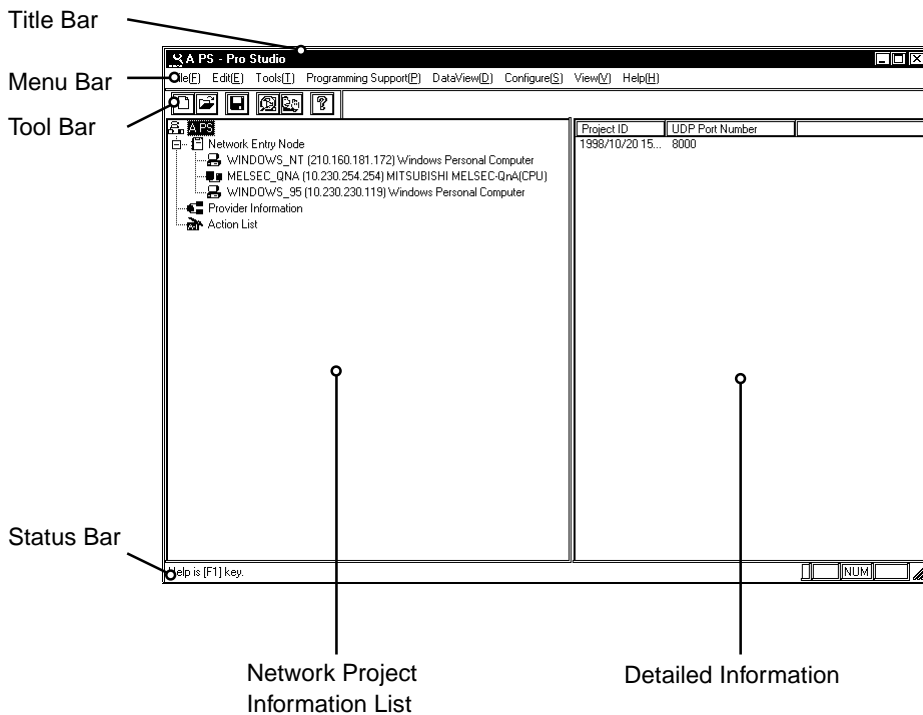 Title Bar
A PS - Pro Studio
Menu Bar
le(F) Edit(E) Tools(T) Programming Support(P) DataView(D) Configure(S) View(V) Help(H)
Tool Bar
A PS
Network Entry Node
WINDOWS_NT (210.160.181.172) Windows Personal Computer
MELSEC_QNA (10.230.254.254) MITSUBISHI MELSEC-QnA(CPU)
WINDOWS_95 (10.230.230.119) Windows Personal Computer
Provider Information
Action List
Project ID UDP Port Number
1998/10/20 15... 8000
Status Bar
Help is [F1] key.
NUM
Network Project
Information List
Detailed Information